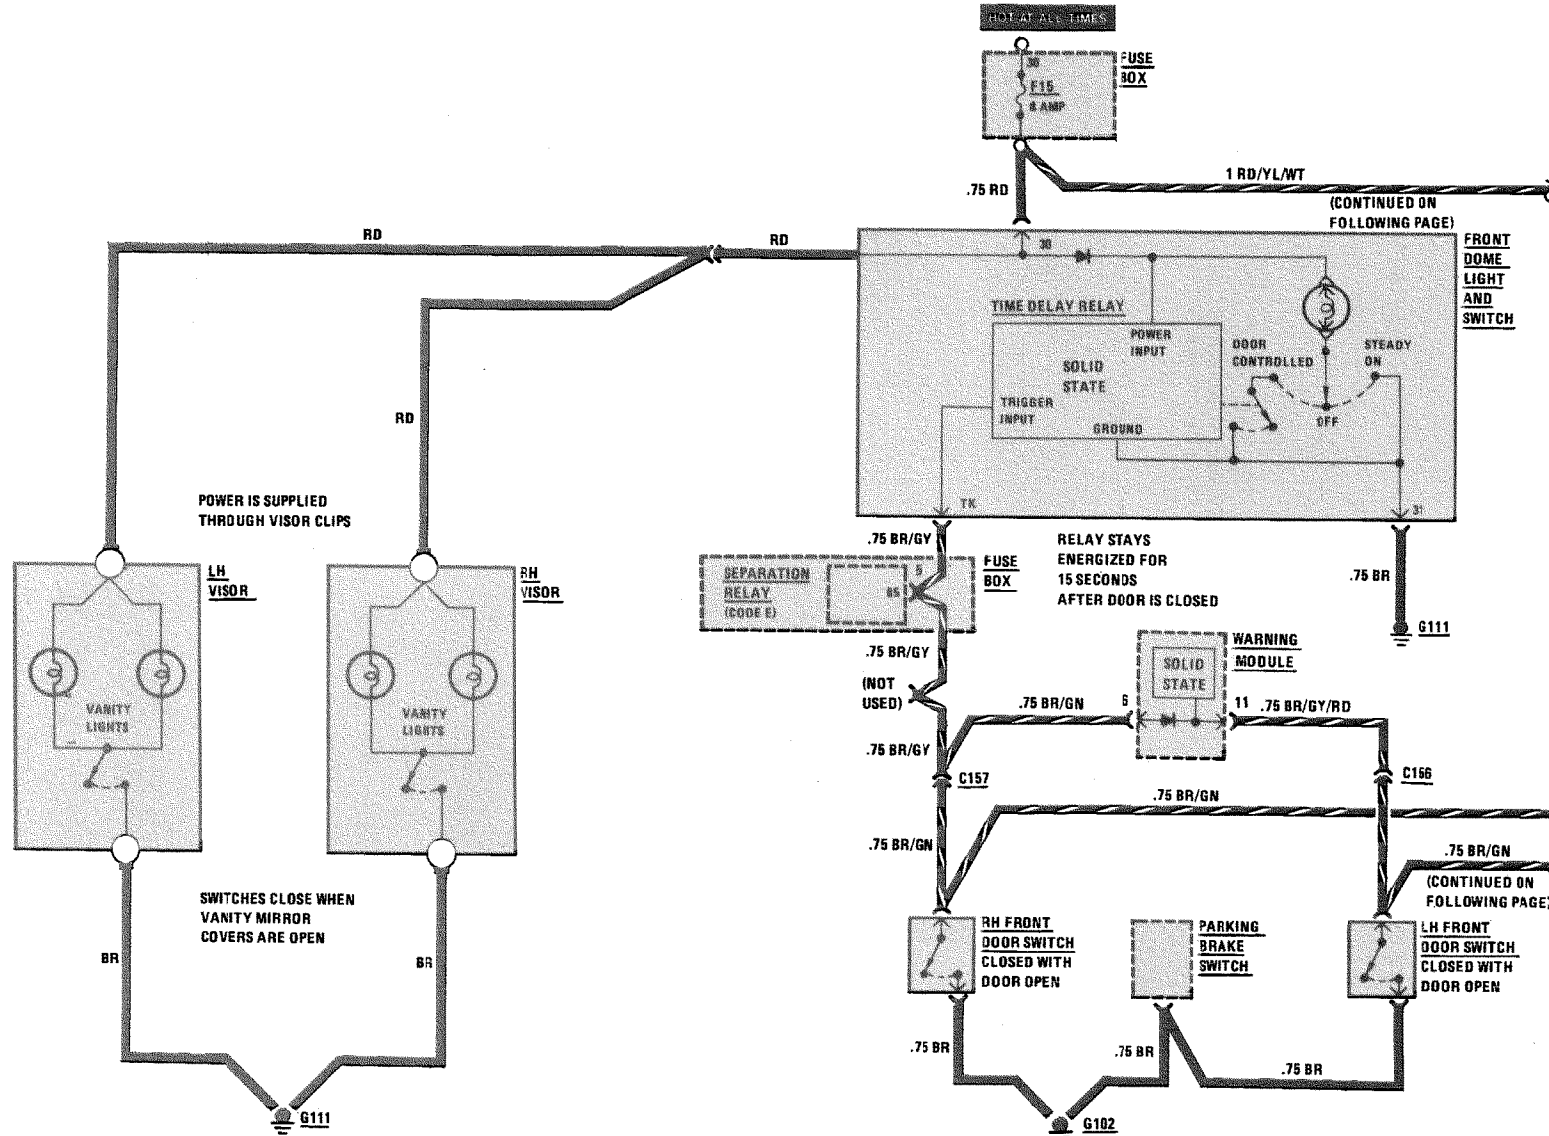 HOT AT ALL TIMES
30
F15
8 AMP
FUSE
BOX
.75 RD
1 RD/YL/WT
(CONTINUED ON
FOLLOWING PAGE)
RD
RD
30
FRONT
DOME
LIGHT
AND
SWITCH
TIME DELAY RELAY
POWER
INPUT
SOLID
STATE
TRIGGER
INPUT
GROUND
DOOR
CONTROLLED
STEADY
ON
OFF
RD
TK
31
POWER IS SUPPLIED
THROUGH VISOR CLIPS
.75 BR/GY
RELAY STAYS
ENERGIZED FOR
15 SECONDS
AFTER DOOR IS CLOSED
.75 BR
G111
LH
VISOR
RH
VISOR
SEPARATION
RELAY
(CODE E)
5
85
FUSE
BOX
.75 BR/GY
(NOT
USED)
WARNING
MODULE
SOLID
STATE
.75 BR/GN
6
11
.75 BR/GY/RD
VANITY
LIGHTS
VANITY
LIGHTS
.75 BR/GY
C157
C166
.75 BR/GN
.75 BR/GN
.75 BR/GN
(CONTINUED ON
FOLLOWING PAGE)
SWITCHES CLOSE WHEN
VANITY MIRROR
COVERS ARE OPEN
BR
BR
RH FRONT
DOOR SWITCH
CLOSED WITH
DOOR OPEN
PARKING
BRAKE
SWITCH
LH FRONT
DOOR SWITCH
CLOSED WITH
DOOR OPEN
.75 BR
.75 BR
.75 BR
G111
G102